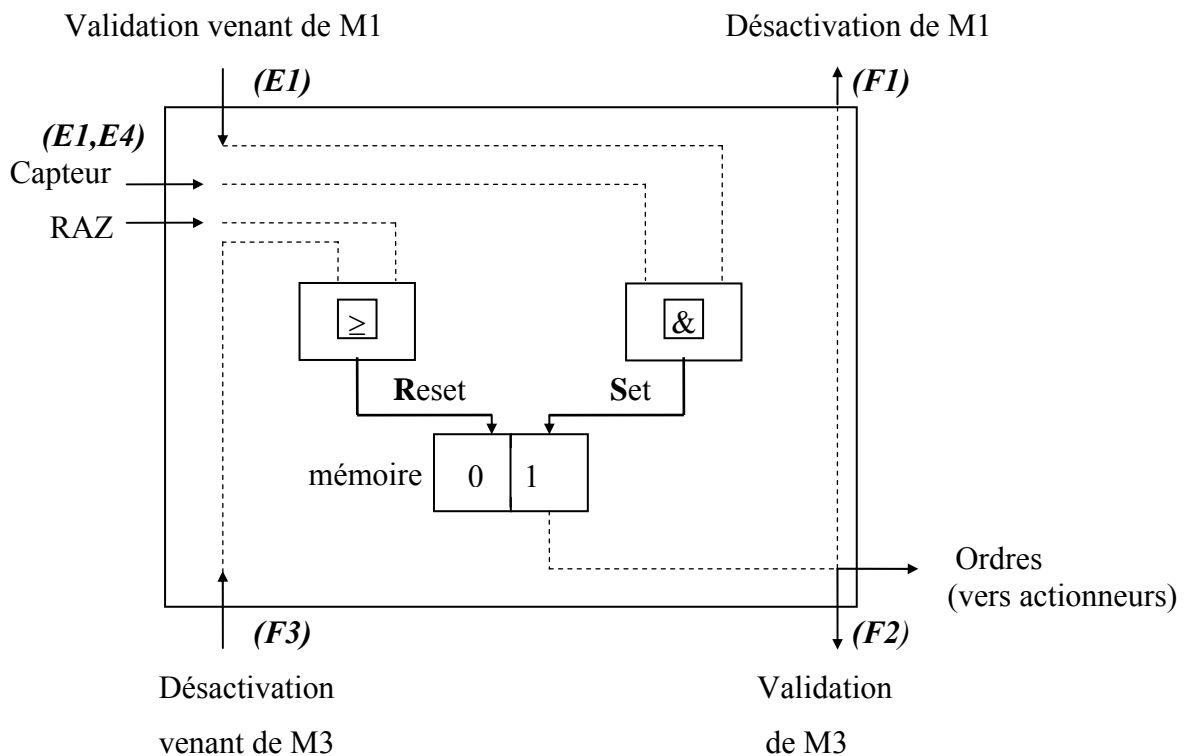 Validation venant de M1
Désactivation de M1
(E1)
(F1)
(E1,E4)
Capteur
RAZ
≥
&
Reset
Set
mémoire
0
1
Ordres
(vers actionneurs)
(F3)
(F2)
Désactivation
venant de M3
Validation
de M3